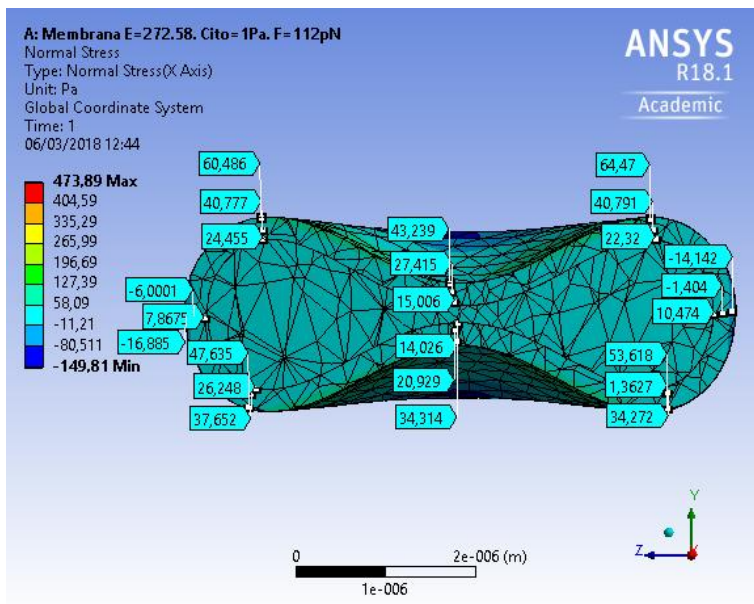 A: Membrana E=272.58. Cito=1Pa. F=112pN
Normal Stress
Type: Normal Stress(X Axis)
Unit: Pa
Global Coordinate System
Time: 1
06/03/2018 12:44
ANSYS
R18.1
Academic
473,89 Max
404,59
335,29
265,99
196,69
127,39
58,09
-11,21
-80,511
-149,81 Min
60,486
40,777
24,455
-6,0001
7,8675
-16,885
47,635
26,248
37,652
43,239
27,415
15,006
14,026
20,929
34,314
64,47
40,791
22,32
-14,142
-1,404
10,474
53,618
1,3627
34,272
0
2e-006 (m)
1e-006
Y
Z